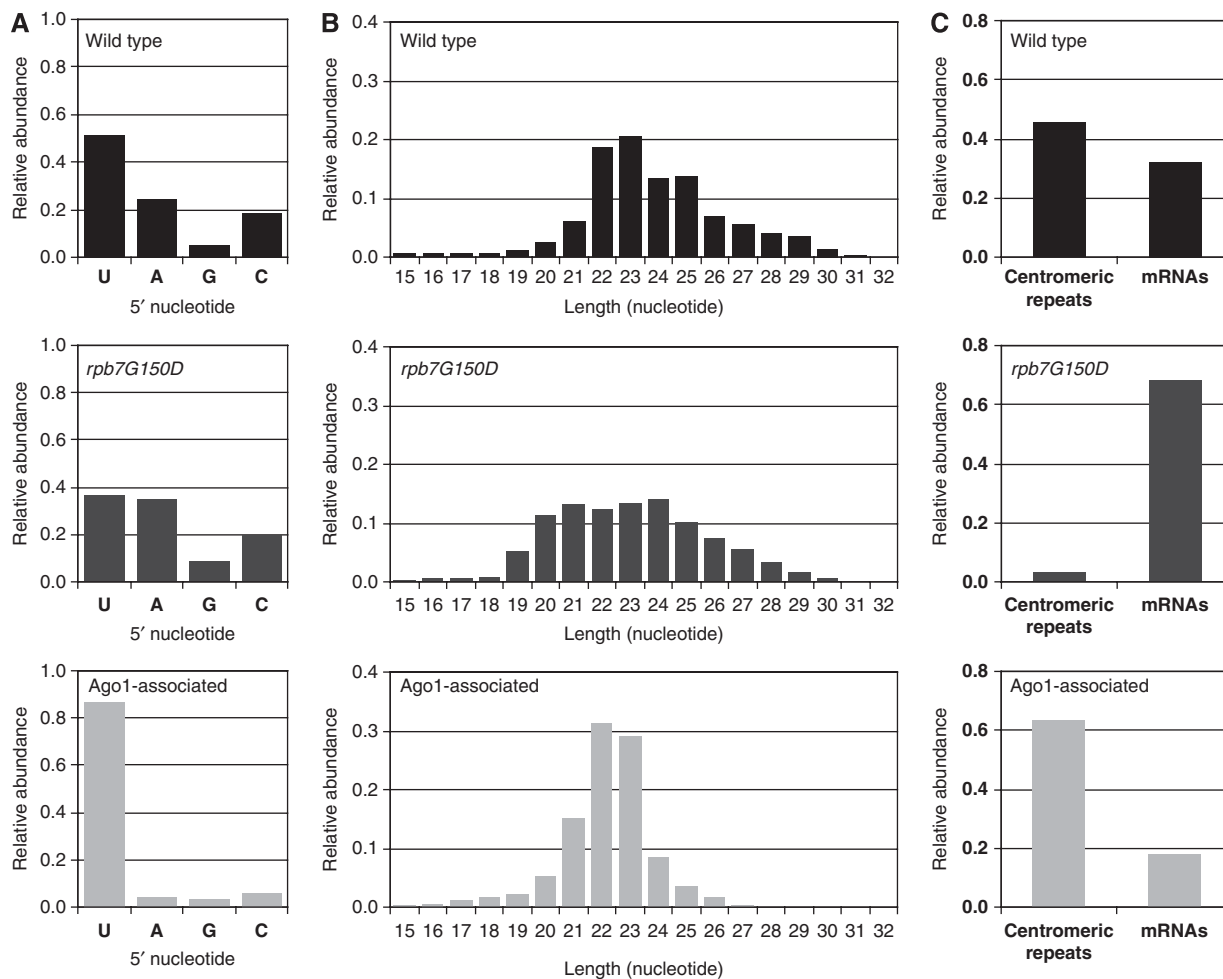 A
Relative abundance
1.0
0.8
0.6
0.4
0.2
0.0
Wild type
U A G C
5′ nucleotide
B
Relative abundance
0.4
0.3
0.2
0.1
0.0
Wild type
15 16 17 18 19 20 21 22 23 24 25 26 27 28 29 30 31 32
Length (nucleotide)
C
Relative abundance
0.8
0.6
0.4
0.2
0.0
Wild type
Centromeric
repeats
mRNAs
Relative abundance
1.0
0.8
0.6
0.4
0.2
0.0
rpb7G150D
U A G C
5′ nucleotide
Relative abundance
0.4
0.3
0.2
0.1
0.0
rpb7G150D
15 16 17 18 19 20 21 22 23 24 25 26 27 28 29 30 31 32
Length (nucleotide)
Relative abundance
0.8
0.6
0.4
0.2
0.0
rpb7G150D
Centromeric
repeats
mRNAs
Relative abundance
1.0
0.8
0.6
0.4
0.2
0.0
Ago1-associated
U A G C
5′ nucleotide
Relative abundance
0.4
0.3
0.2
0.1
0.0
Ago1-associated
15 16 17 18 19 20 21 22 23 24 25 26 27 28 29 30 31 32
Length (nucleotide)
Relative abundance
0.8
0.6
0.4
0.2
0.0
Ago1-associated
Centromeric
repeats
mRNAs